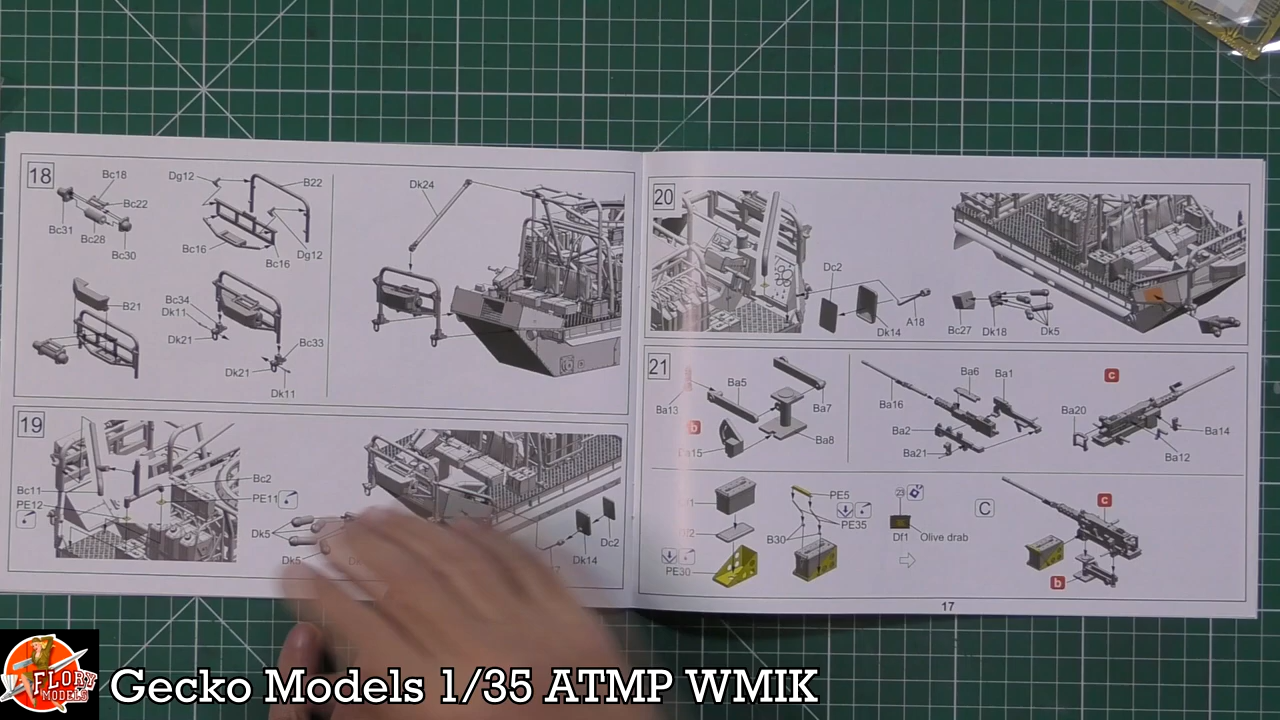 18
Bc18
Bc22
Bc31
Bc28
Bc30
Dg12
B22
Bc16
Bc16
Dg12
B21
Bc34
Dk11
Dk21
Bc33
Dk21
Dk11
Dk24
19
Bc11
PE12
Bc2
PE11
Dk5
Dk5
Dk14
Dc2
20
Dc2
Dk14
A18
Bc27
Dk18
Dk5
Bc27
21
Ba5
Ba13
b
Ba7
Ba8
Ba6
Ba1
Ba16
Ba2
Ba21
c
Ba20
Ba14
Ba12
PE30
PE5
PE35
B30
23
Df1
Olive drab
C
c
b
17
FLORY
MODELS
Gecko Models 1/35 ATMP WMIK